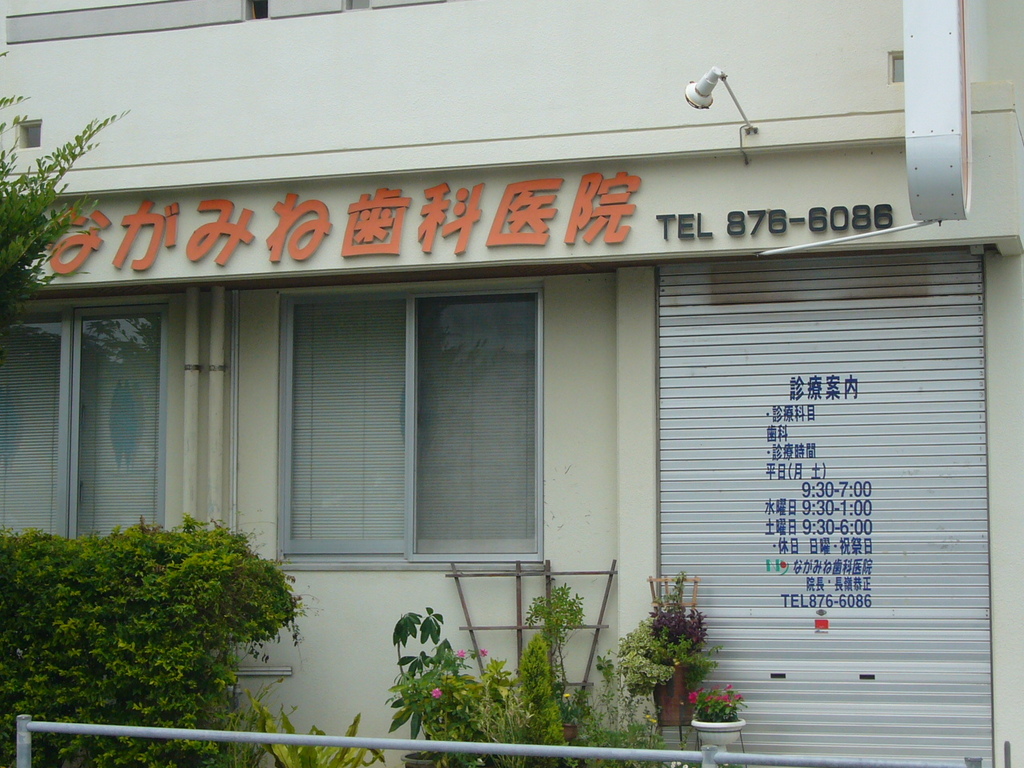 ながみね歯科医院 TEL 876-6086
診療案内
・診療科目
歯科
・診療時間
平日(月 土)
9:30-7:00
水曜日 9:30-1:00
土曜日 9:30-6:00
・休日 日曜・祝祭日
ながみね歯科医院
院長・長嶺恭正
TEL876-6086